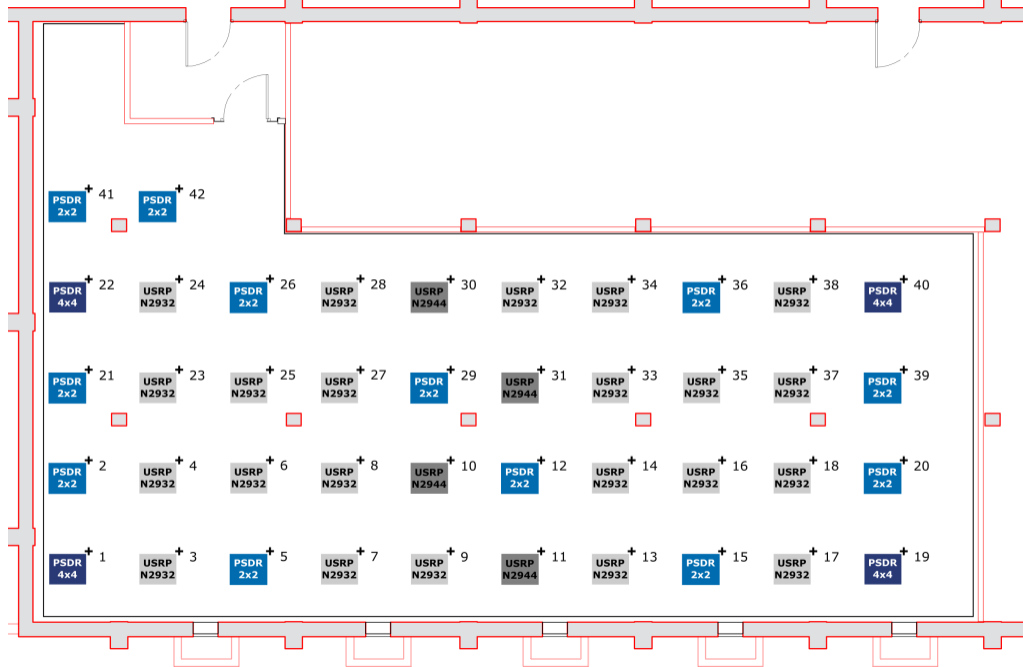 PSDR 2x2 41 PSDR 2x2 42
PSDR 4x4 22 USRP N2932 24 PSDR 2x2 26 USRP N2932 28 USRP N2944 30 USRP N2932 32 USRP N2932 34 PSDR 2x2 36 USRP N2932 38 PSDR 4x4 40
PSDR 2x2 21 USRP N2932 23 USRP N2932 25 USRP N2932 27 PSDR 2x2 29 USRP N2944 31 USRP N2932 33 USRP N2932 35 USRP N2932 37 PSDR 2x2 39
PSDR 2x2 2 USRP N2932 4 USRP N2932 6 USRP N2932 8 USRP N2944 10 PSDR 2x2 12 USRP N2932 14 USRP N2932 16 USRP N2932 18 PSDR 2x2 20
PSDR 4x4 1 USRP N2932 3 PSDR 2x2 5 USRP N2932 7 USRP N2932 9 USRP N2944 11 USRP N2932 13 PSDR 2x2 15 USRP N2932 17 PSDR 4x4 19